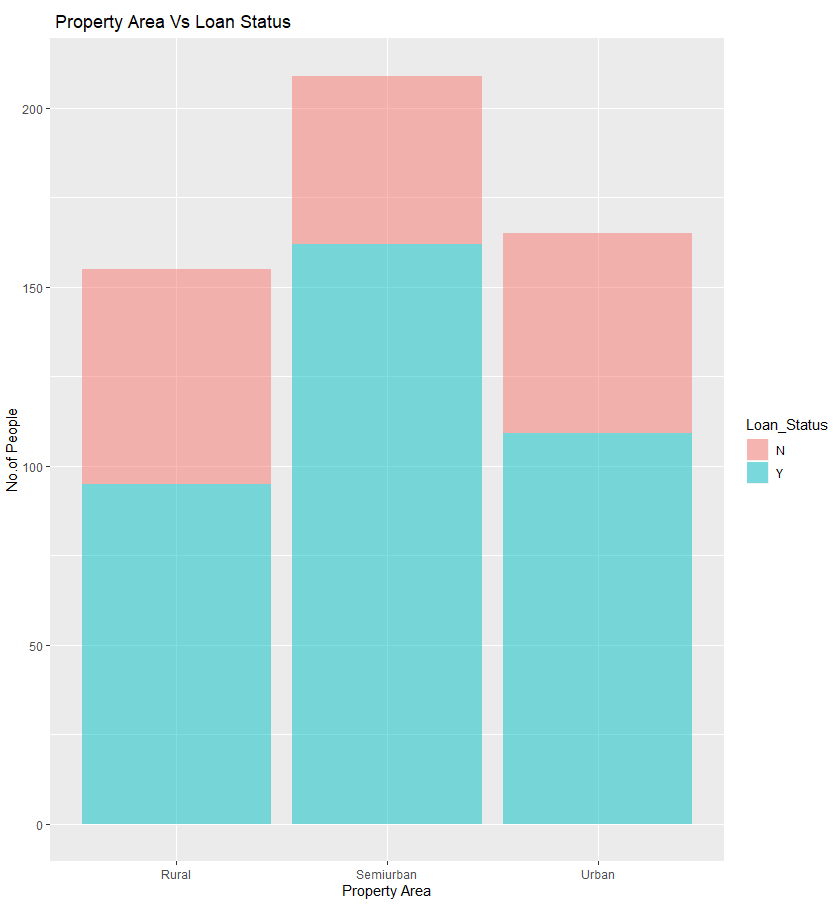 Property Area Vs Loan Status
No.of People
200
150
100
50
0
Rural
Semiurban
Urban
Property Area
Loan_Status
N
Y